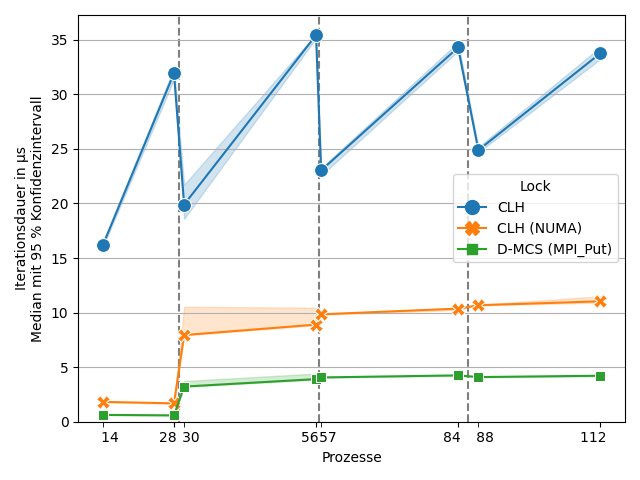 Iterationsdauer in µs
Median mit 95 % Konfidenzintervall
35
30
25
20
15
10
5
0
Lock
CLH
CLH (NUMA)
D-MCS (MPI_Put)
14 28 30 56 57 84 88 112
Prozesse